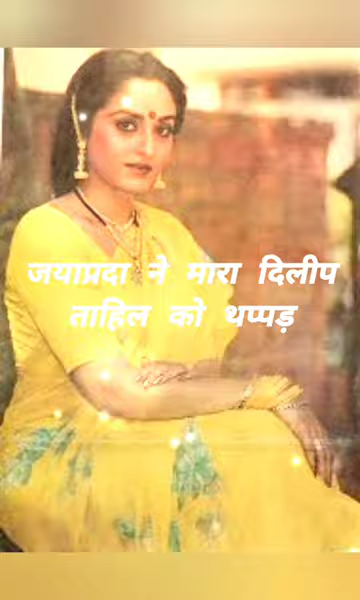 जयाप्रदा ने मारा दिलीप
ताहिल को थप्पड़